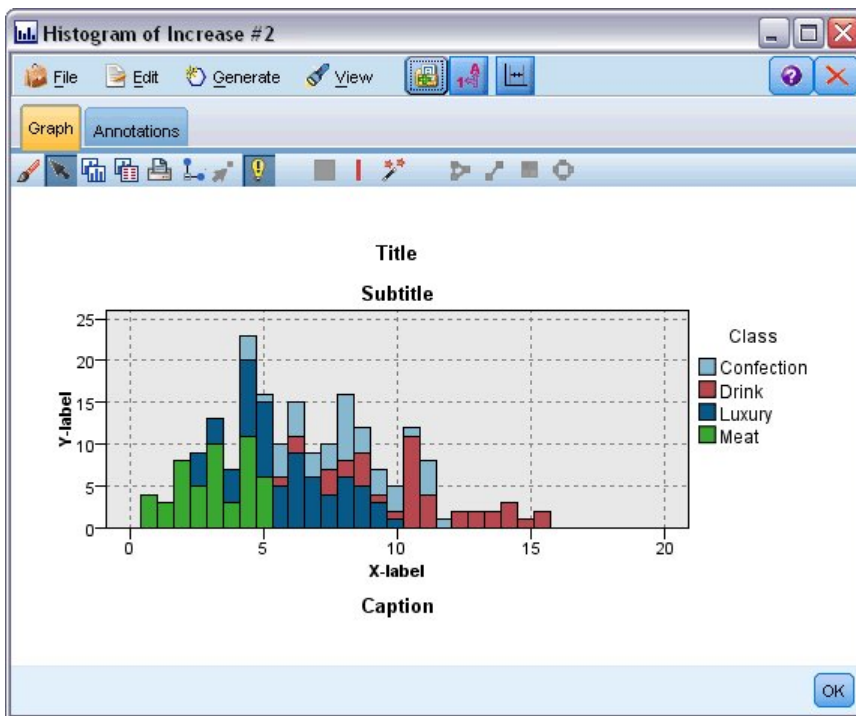 Histogram of Increase #2
File Edit Generate View
Graph Annotations
Title
Subtitle
25
20
15
10
5
0
Y-label
0 5 10 15 20
X-label
Caption
Class
Confection
Drink
Luxury
Meat
OK